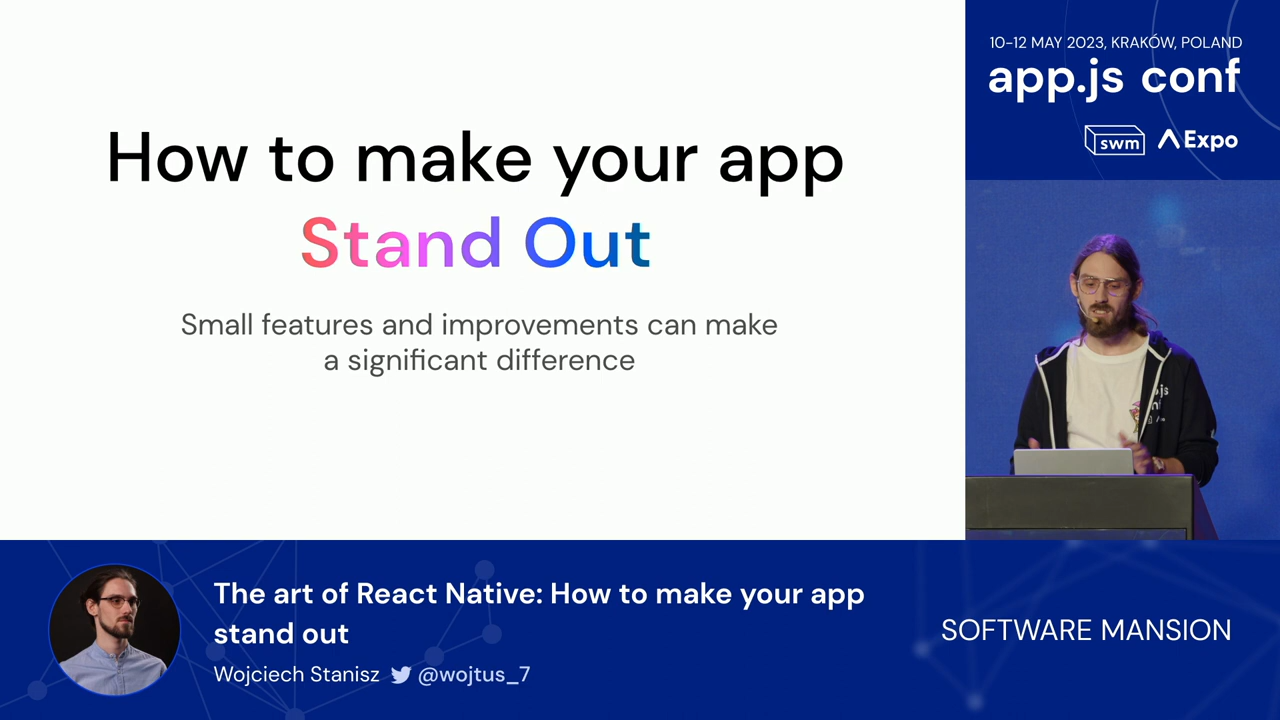 How to make your app
Stand Out
Small features and improvements can make
a significant difference
10-12 MAY 2023, KRAKÓW, POLAND
app.js conf
swm
Expo
The art of React Native: How to make your app
stand out
Wojciech Stanisz @wojtus_7
SOFTWARE MANSION